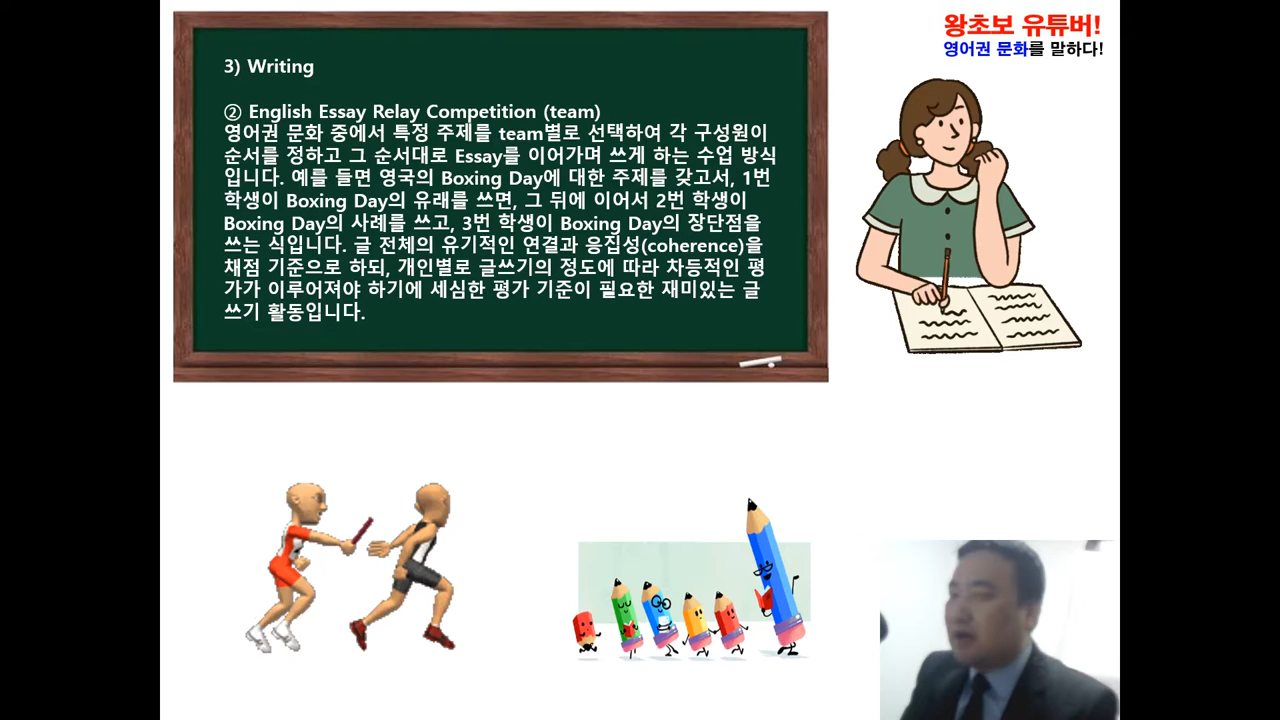 3) Writing
② English Essay Relay Competition (team)
영어권 문화 중에서 특정 주제를 team별로 선택하여 각 구성원이
순서를 정하고 그 순서대로 Essay를 이어가며 쓰게 하는 수업 방식
입니다. 예를 들면 영국의 Boxing Day에 대한 주제를 갖고서, 1번
학생이 Boxing Day의 유래를 쓰면, 그 뒤에 이어서 2번 학생이
Boxing Day의 사례를 쓰고, 3번 학생이 Boxing Day의 장단점을
쓰는 식입니다. 글 전체의 유기적인 연결과 응집성(coherence)을
채점 기준으로 하되, 개인별로 글쓰기의 정도에 따라 차등적인 평
가가 이루어져야 하기에 세심한 평가 기준이 필요한 재미있는 글
쓰기 활동입니다.
왕초보 유튜버!
영어권 문화를 말하다!